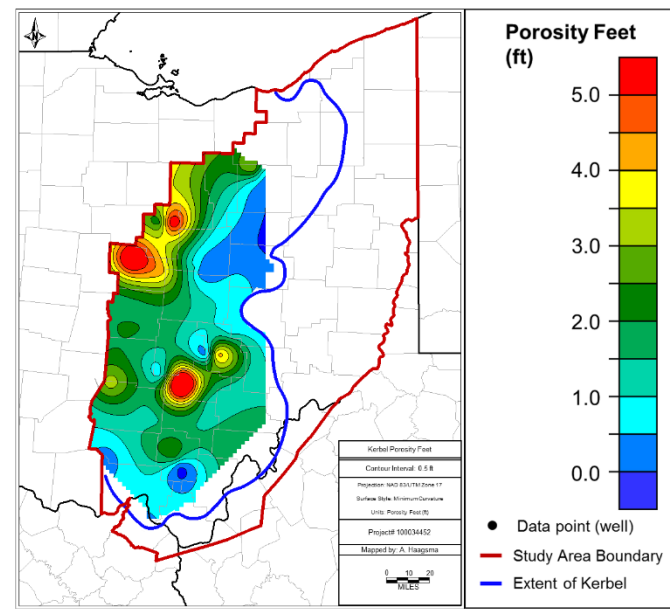 Porosity Feet
(ft)
5.0
4.0
3.0
2.0
1.0
0.0
Data point (well)
Study Area Boundary
Extent of Kerbel
Kerbel Porosity Feet
Contour Interval: 0.5 ft
Projection: NAD 83/UTM Zone 17
Surface Style: Minimum Curvature
Units: Porosity Feet (ft)
Project# 100034452
Mapped by: A. Haagsma
0 10 20
MILES